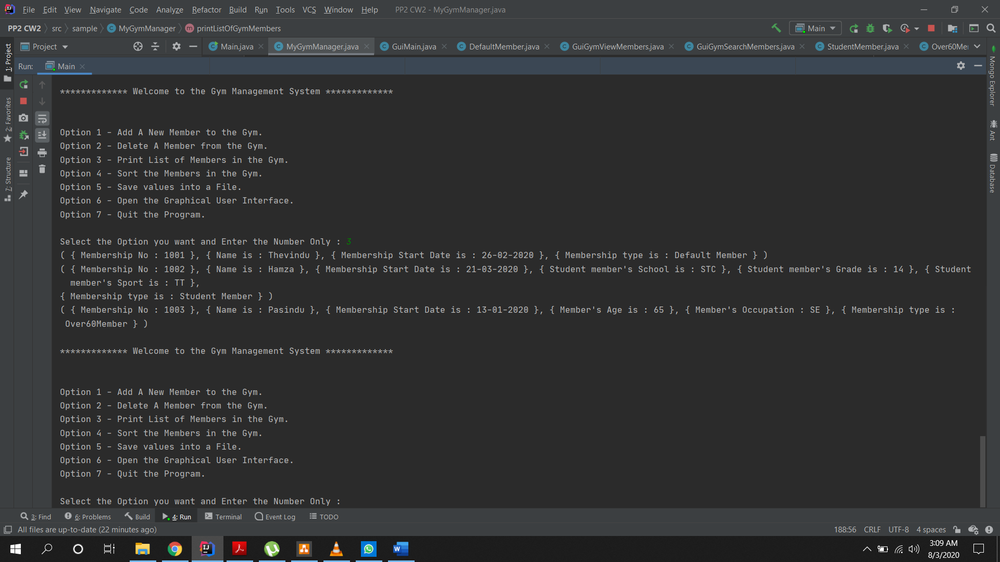 File Edit View Navigate Code Analyze Refactor Build Run Tools VCS Window Help PP2 CW2 - MyGymManager.java
PP2 CW2 src sample MyGymManager printListOfGymMembers Main
Project Main.java MyGymManager.java GuiMain.java DefaultMember.java GuiGymViewMembers.java GuiGymSearchMembers.java StudentMember.java Over60Me
Run: Main
1: Project
2: Favorites
7: Structure
Mongo Explorer
Ant
Database
************* Welcome to the Gym Management System *************
Option 1 - Add A New Member to the Gym.
Option 2 - Delete A Member from the Gym.
Option 3 - Print List of Members in the Gym.
Option 4 - Sort the Members in the Gym.
Option 5 - Save values into a File.
Option 6 - Open the Graphical User Interface.
Option 7 - Quit the Program.
Select the Option you want and Enter the Number Only : 3
( { Membership No : 1001 }, { Name is : Thevindu }, { Membership Start Date is : 26-02-2020 }, { Membership type is : Default Member } )
( { Membership No : 1002 }, { Name is : Hamza }, { Membership Start Date is : 21-03-2020 }, { Student member's School is : STC }, { Student member's Grade is : 14 }, { Student
member's Sport is : TT },
{ Membership type is : Student Member } )
( { Membership No : 1003 }, { Name is : Pasindu }, { Membership Start Date is : 13-01-2020 }, { Member's Age is : 65 }, { Member's Occupation : SE }, { Membership type is :
Over60Member } )
************* Welcome to the Gym Management System *************
Option 1 - Add A New Member to the Gym.
Option 2 - Delete A Member from the Gym.
Option 3 - Print List of Members in the Gym.
Option 4 - Sort the Members in the Gym.
Option 5 - Save values into a File.
Option 6 - Open the Graphical User Interface.
Option 7 - Quit the Program.
Select the Option you want and Enter the Number Only :
3: Find 6: Problems Build 4: Run Terminal Event Log TODO
All files are up-to-date (22 minutes ago) 188:56 CRLF UTF-8 4 spaces
3:09 AM
8/3/2020